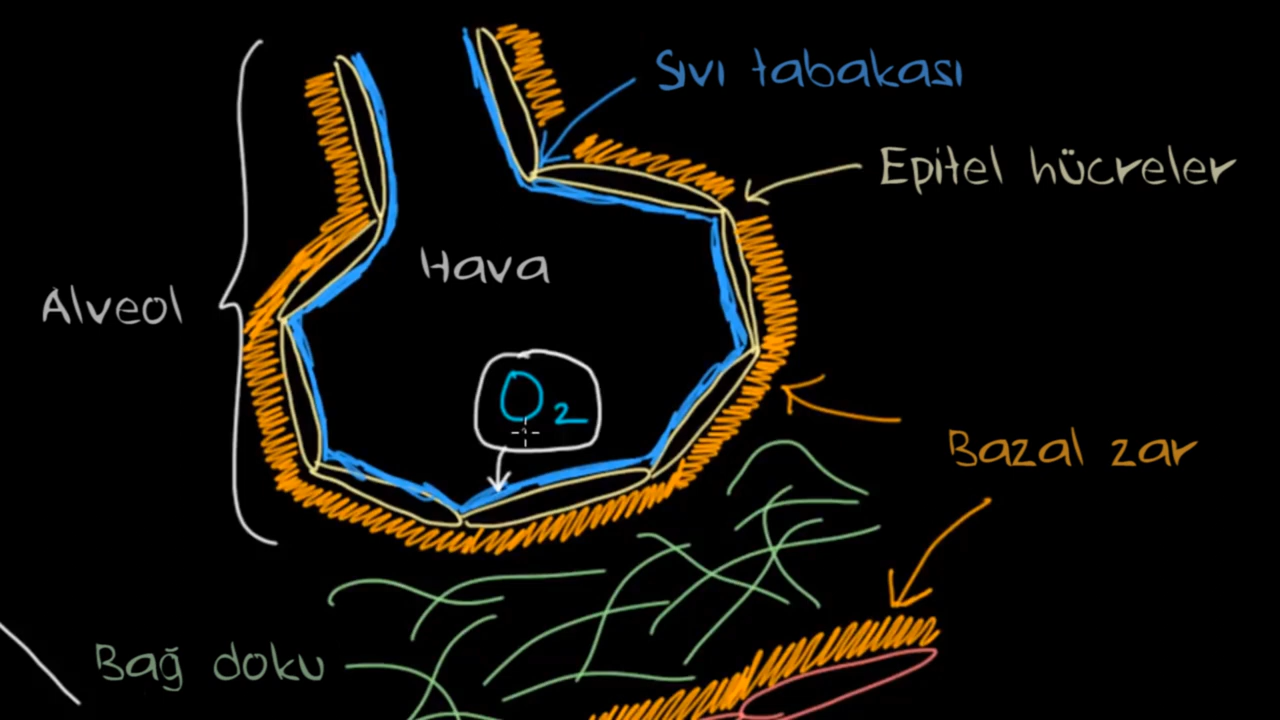 Sıvı tabakası
Epitel hücreler
Hava
Alveol
O2
Bazal zar
Bağ doku